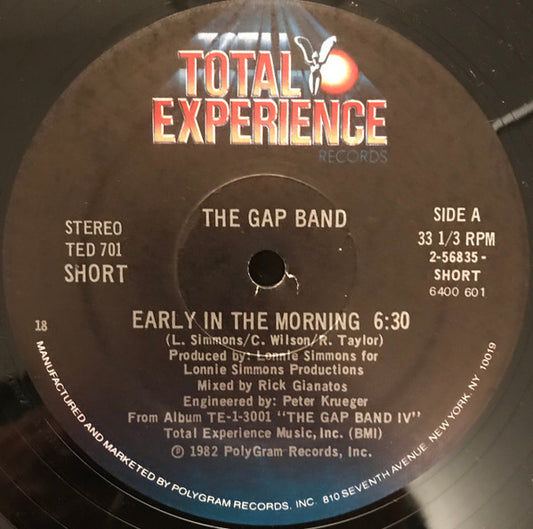 TOTAL
EXPERIENCE
RECORDS
THE GAP BAND
STEREO
TED 701
SHORT
SIDE A
33 1/3 RPM
2-56835-
SHORT
6400 601
18
EARLY IN THE MORNING 6:30
(L. Simmons/C. Wilson/R. Taylor)
Produced by: Lonnie Simmons for
Lonnie Simmons Productions
Mixed by Rick Gianatos
Engineered by: Peter Krueger
From Album TE-1-3001 "THE GAP BAND IV"
Total Experience Music, Inc. (BMI)
Ⓟ 1982 PolyGram Records, Inc.
MANUFACTURED AND MARKETED BY POLYGRAM RECORDS, INC. 810 SEVENTH AVENUE, NEW YORK, NY 10019